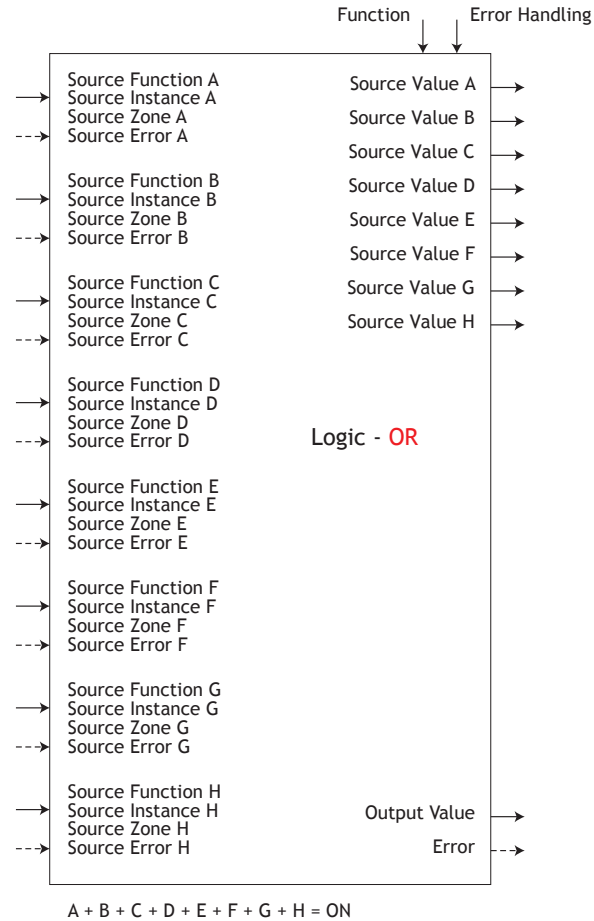 Function Error Handling
Source Function A
Source Instance A
Source Zone A
Source Error A
Source Function B
Source Instance B
Source Zone B
Source Error B
Source Function C
Source Instance C
Source Zone C
Source Error C
Source Function D
Source Instance D
Source Zone D
Source Error D
Source Function E
Source Instance E
Source Zone E
Source Error E
Source Function F
Source Instance F
Source Zone F
Source Error F
Source Function G
Source Instance G
Source Zone G
Source Error G
Source Function H
Source Instance H
Source Zone H
Source Error H
Source Value A
Source Value B
Source Value C
Source Value D
Source Value E
Source Value F
Source Value G
Source Value H
Logic - OR
Output Value
Error
A + B + C + D + E + F + G + H = ON